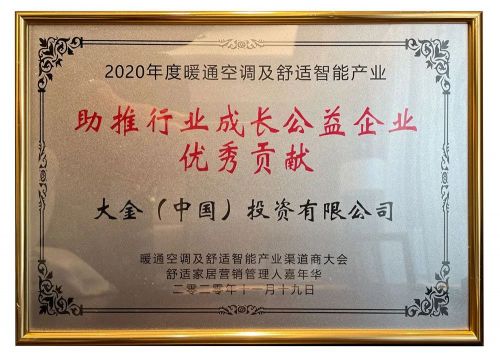 2020年度暖通空调及舒适智能产业
助推行业成长公益企业
优秀贡献
大金（中国）投资有限公司
暖通空调及舒适智能产业渠道商大会
舒适家居营销管理人嘉年华
二〇二〇年十一月十九日